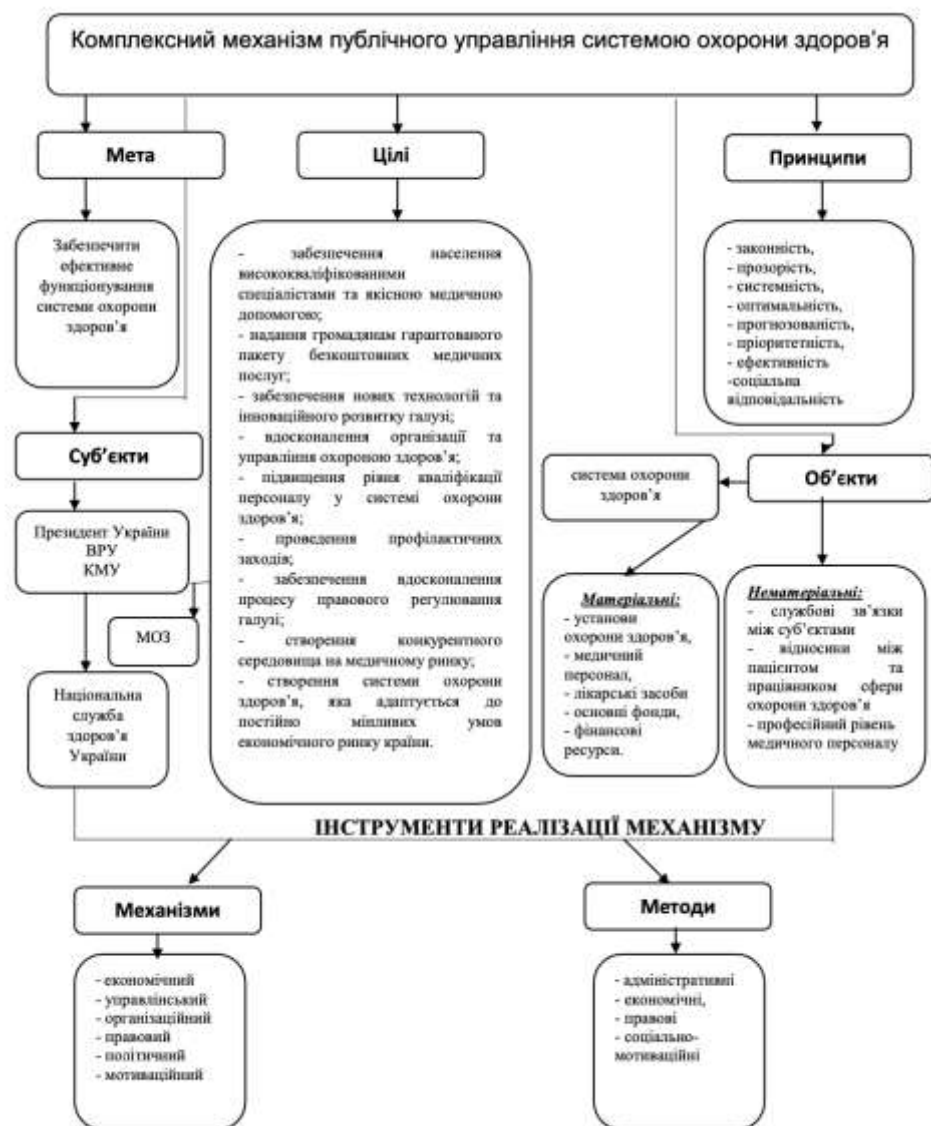 Комплексний механізм публічного управління системою охорони здоров'я
Мета
Цілі
Принципи
Забезпечити
ефективне
функціонування
системи охорони
здоров'я
- забезпечення населення
висококваліфікованими
спеціалістами та якісною медичною
допомогою;
- надання громадянам гарантованого
пакету безкоштовних медичних
послуг;
- забезпечення нових технологій та
інноваційного розвитку галузі;
- вдосконалення організації та
управління охороною здоров'я;
- підвищення рівня кваліфікації
персоналу у системі охорони
здоров'я;
- проведення профілактичних
заходів;
- забезпечення вдосконалення
процесу правового регулювання
галузі;
- створення конкурентного
середовища на медичному ринку;
- створення системи охорони
здоров'я, яка адаптується до
постійно мінливих умов
економічного ринку країни.
- законність,
- прозорість,
- системність,
- оптимальність,
- прогнозованість,
- пріоритетність,
- ефективність
-соціальна
відповідальність
Суб'єкти
Президент України
ВРУ
КМУ
МОЗ
Національна
служба
здоров'я
України
система охорони
здоров'я
Об'єкти
Матеріальні:
- установи
охорони здоров'я,
- медичний
персонал,
- лікарські засоби
- основні фонди,
- фінансові
ресурси.
Нематеріальні:
- службові зв'язки
між суб'єктами
- відносини між
пацієнтом та
працівником сфери
охорони здоров'я
- професійний рівень
медичного персоналу
ІНСТРУМЕНТИ РЕАЛІЗАЦІЇ МЕХАНІЗМУ
Механізми
Методи
- економічний
- управлінський
- організаційний
- правовий
- політичний
- мотиваційний
- адміністративні
- економічні,
- правові
- соціально-
мотиваційні